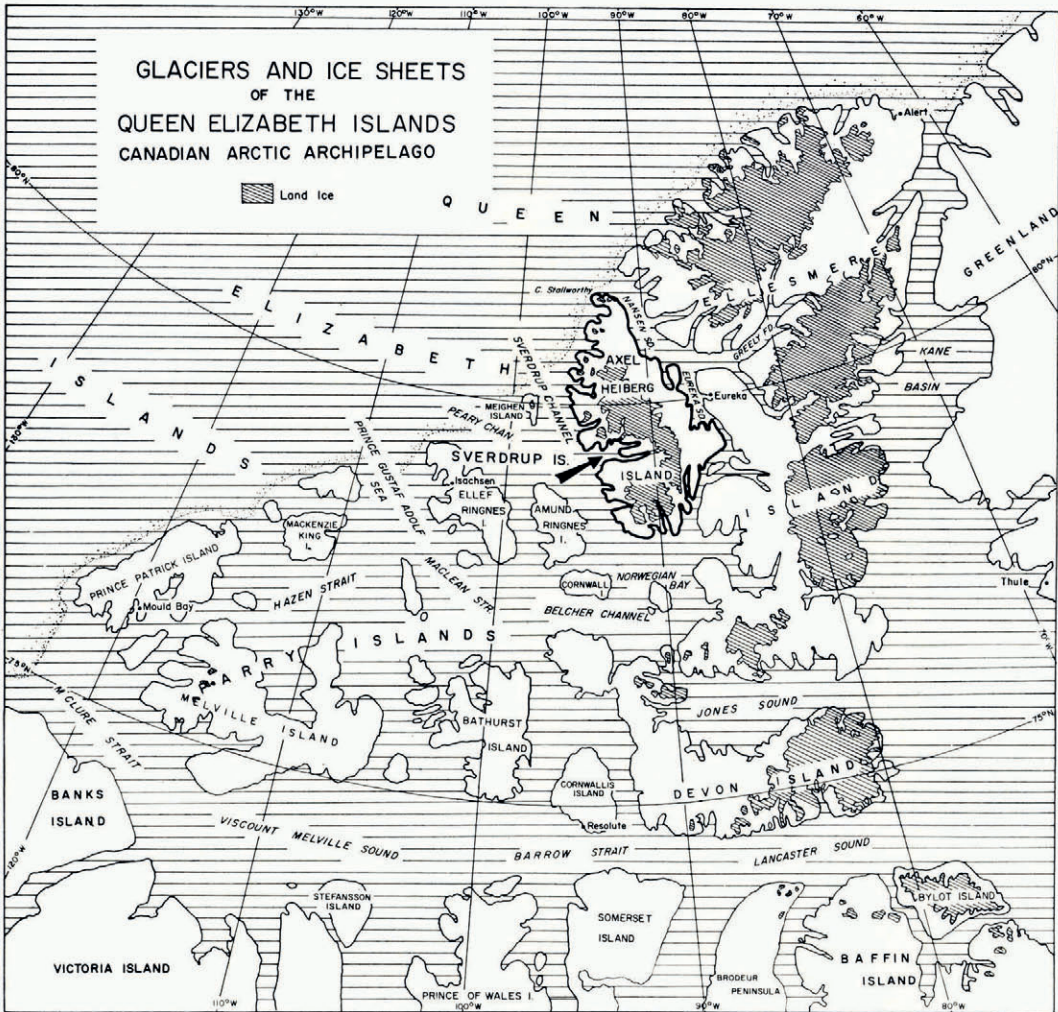 130°W
120°W
110°W
100°W
90°W
80°W
70°W
60°W
GLACIERS AND ICE SHEETS
OF THE
QUEEN ELIZABETH ISLANDS
CANADIAN ARCTIC ARCHIPELAGO
Land Ice
80°N
QUEEN
ELIZABETH
ISLANDS
Alert
GREENLAND
80°N
ELLESMERE
ISLAND
C. Stallworthy
NANSEN SD.
GREELY FD.
KANE
BASIN
SVERDRUP CHANNEL
AXEL
HEIBERG
ISLAND
EUREKA SD.
Eureka
MEIGHEN
ISLAND
PEARY CHAN
SVERDRUP IS.
130°W
PRINCE GUSTAF ADOLF
SEA
Isachsen
ELLEF
RINGNES
I.
AMUND
RINGNES
I.
MACKENZIE
KING
I.
PRINCE PATRICK ISLAND
Mould Bay
HAZEN STRAIT
MACLEAN STR
CORNWALL
NORWEGIAN
BAY
BELCHER CHANNEL
Thule
70°W
PARRY ISLANDS
75°N
M'CLURE STRAIT
MELVILLE ISLAND
BATHURST
ISLAND
JONES SOUND
75°N
BANKS
ISLAND
CORNWALLIS
ISLAND
Resolute
DEVON ISLAND
120°W
VISCOUNT MELVILLE SOUND
BARROW STRAIT
LANCASTER SOUND
STEFANSSON
ISLAND
SOMERSET
ISLAND
BYLOT ISLAND
VICTORIA ISLAND
PRINCE OF WALES I.
BRODEUR
PENINSULA
BAFFIN
ISLAND
110°W
100°W
90°W
80°W